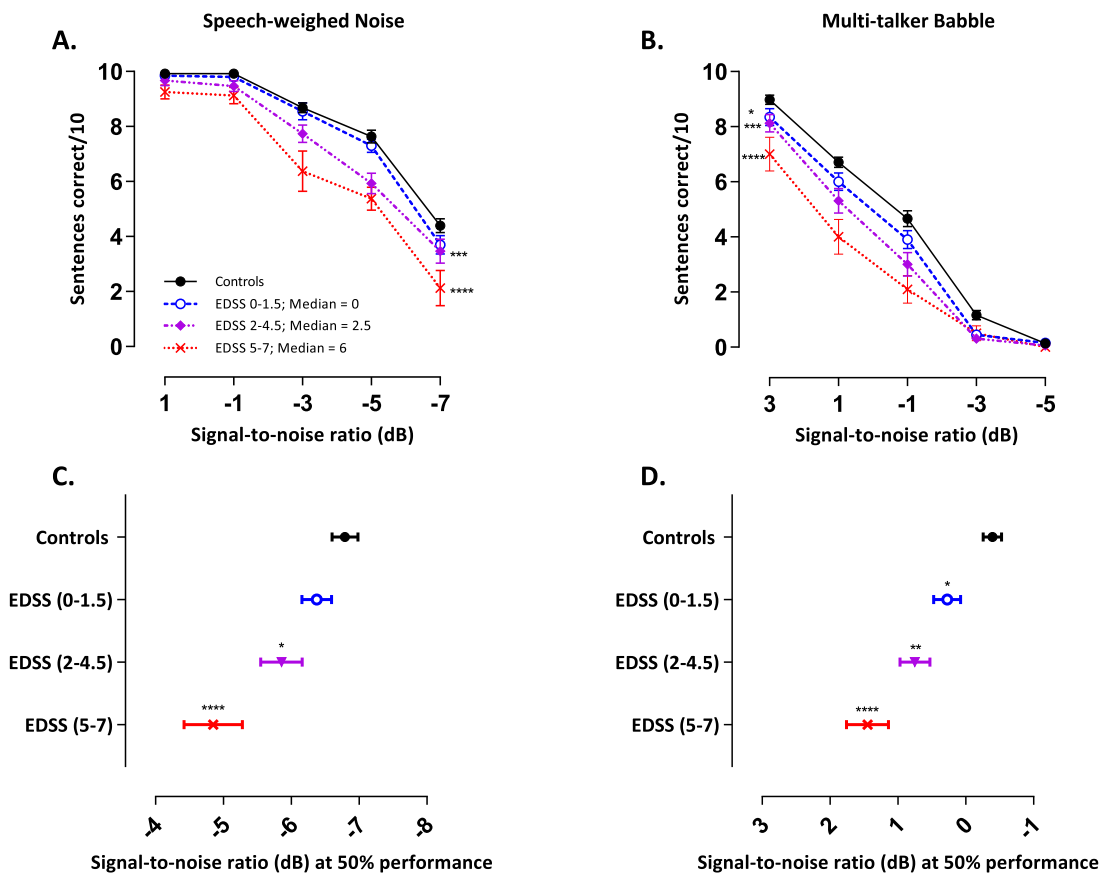 Speech-weighed Noise
Multi-talker Babble
A.
B.
Sentences correct/10
10
8
6
4
2
0
***
****
Controls
EDSS 0-1.5; Median = 0
EDSS 2-4.5; Median = 2.5
EDSS 5-7; Median = 6
1 -1 -3 -5 -7
Signal-to-noise ratio (dB)
Sentences correct/10
10
8
6
4
2
0
*
***
****
3 1 -1 -3 -5
Signal-to-noise ratio (dB)
C.
Controls
EDSS (0-1.5)
EDSS (2-4.5)
EDSS (5-7)
*
****
-4 -5 -6 -7 -8
Signal-to-noise ratio (dB) at 50% performance
D.
Controls
EDSS (0-1.5)
EDSS (2-4.5)
EDSS (5-7)
*
**
****
3 2 1 0 -1
Signal-to-noise ratio (dB) at 50% performance